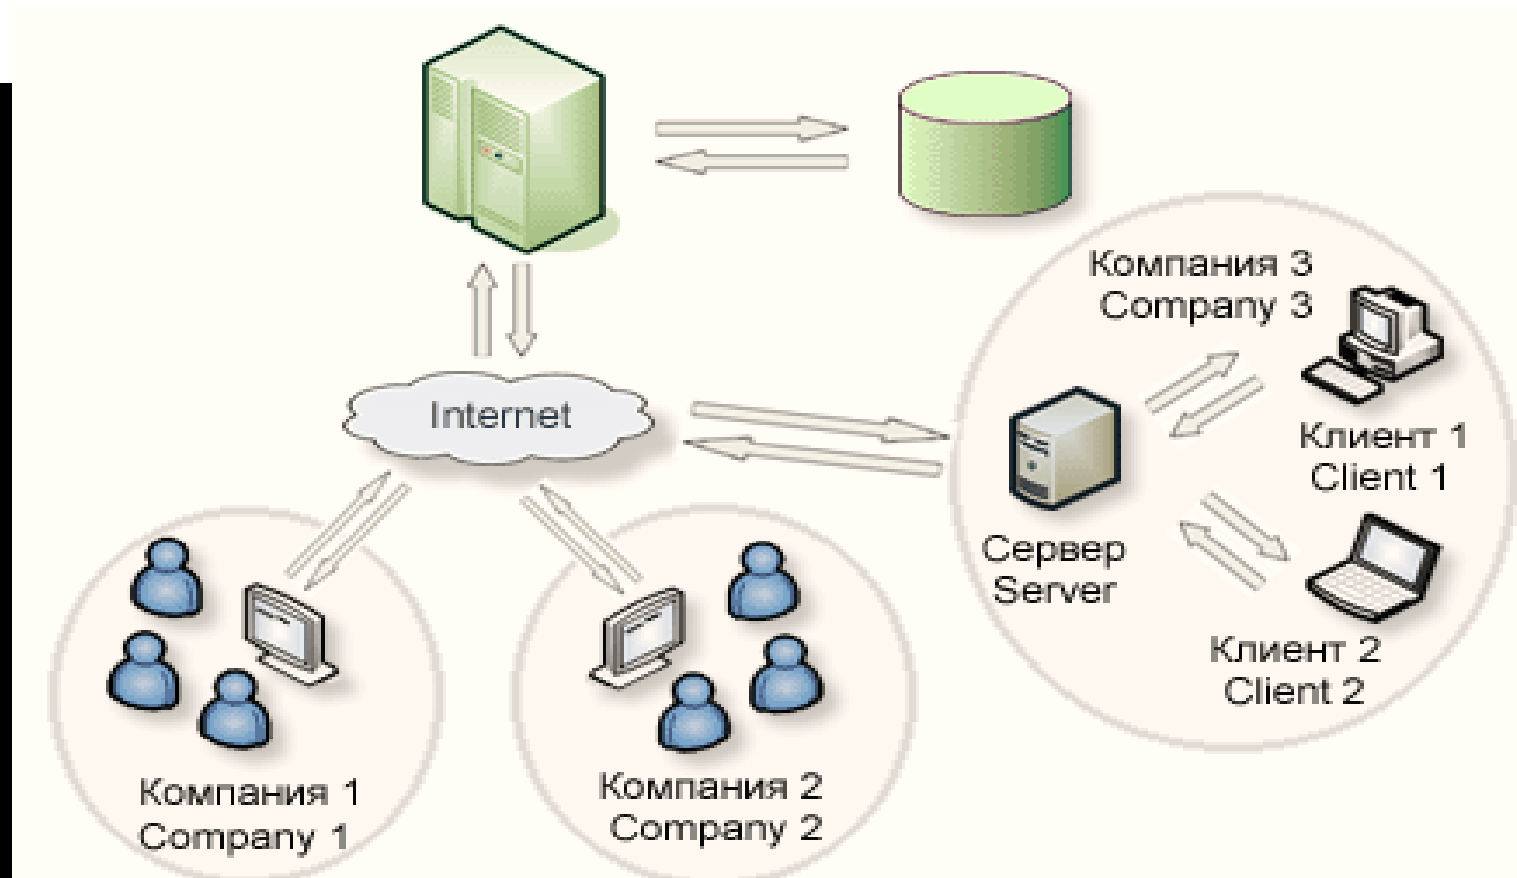 Компания 3
Company 3
Internet
Клиент 1
Client 1
Сервер
Server
Клиент 2
Client 2
Компания 1
Company 1
Компания 2
Company 2